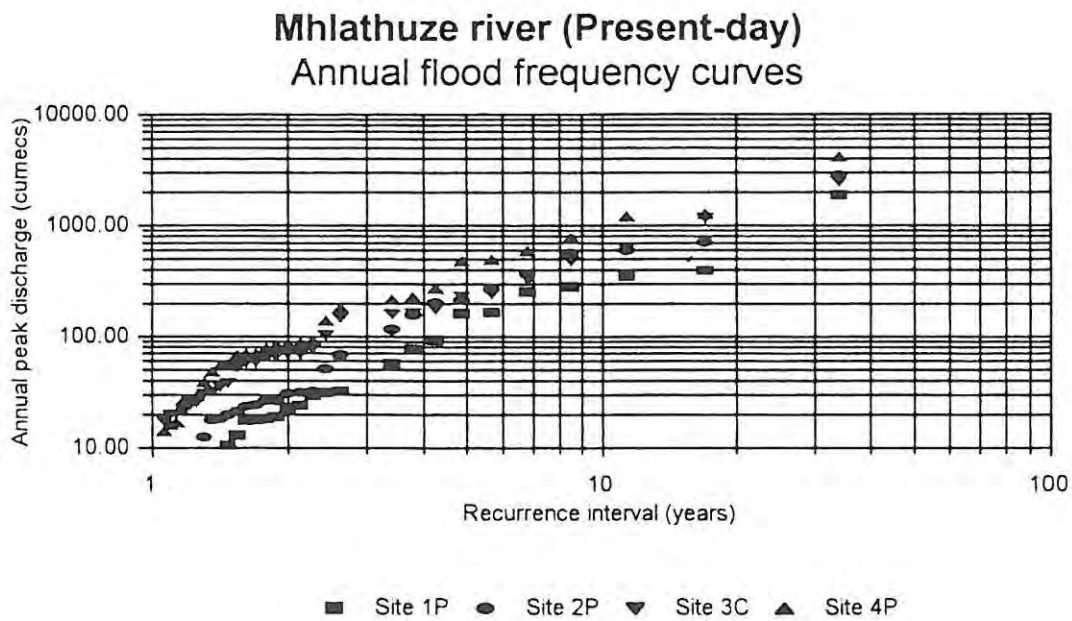 Mhlathuze river (Present-day)
Annual flood frequency curves
10000.00
1000.00
100.00
10.00
Annual peak discharge (cumecs)
1
10
100
Recurrence interval (years)
Site 1P
Site 2P
Site 3C
Site 4P